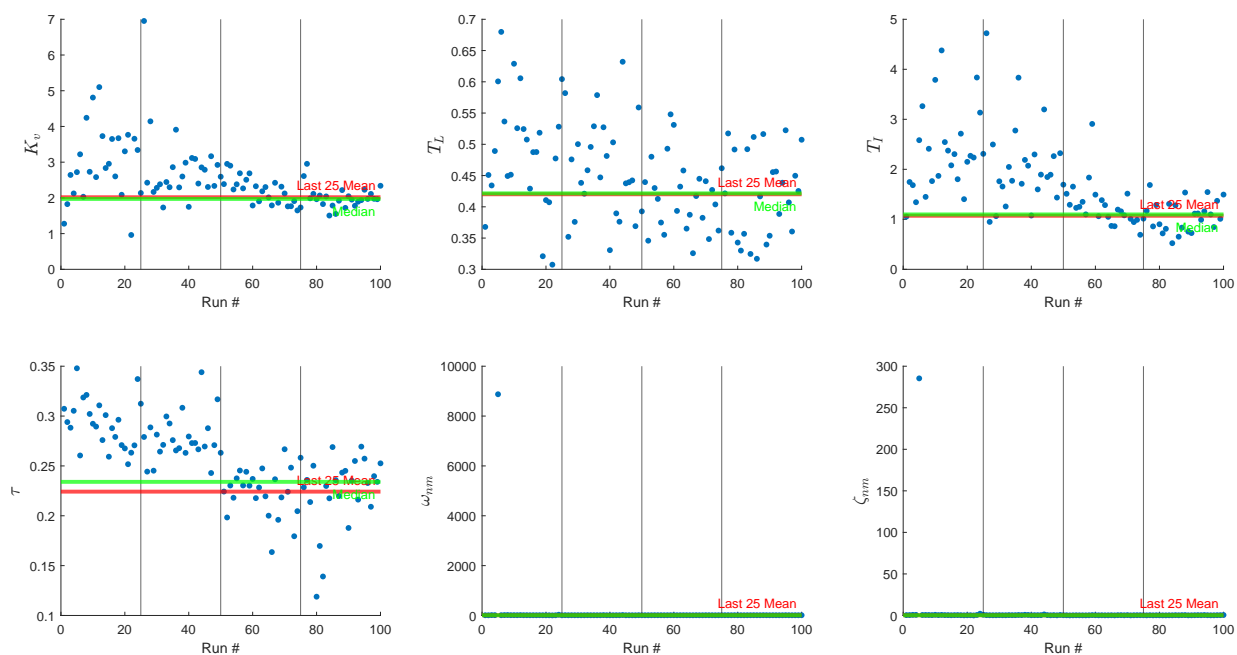 7
6
5
4
3
2
1
0
K_v
Last 25 Mean
Median
0 20 40 60 80 100
Run #
0.7
0.65
0.6
0.55
0.5
0.45
0.4
0.35
0.3
T_L
Last 25 Mean
Median
0 20 40 60 80 100
Run #
5
4
3
2
1
0
T_I
Last 25 Mean
Median
0 20 40 60 80 100
Run #
0.35
0.3
0.25
0.2
0.15
0.1
τ
Last 25 Mean
Median
0 20 40 60 80 100
Run #
10000
8000
6000
4000
2000
0
ω_{nm}
Last 25 Mean
0 20 40 60 80 100
Run #
300
250
200
150
100
50
0
ζ_{nm}
Last 25 Mean
0 20 40 60 80 100
Run #